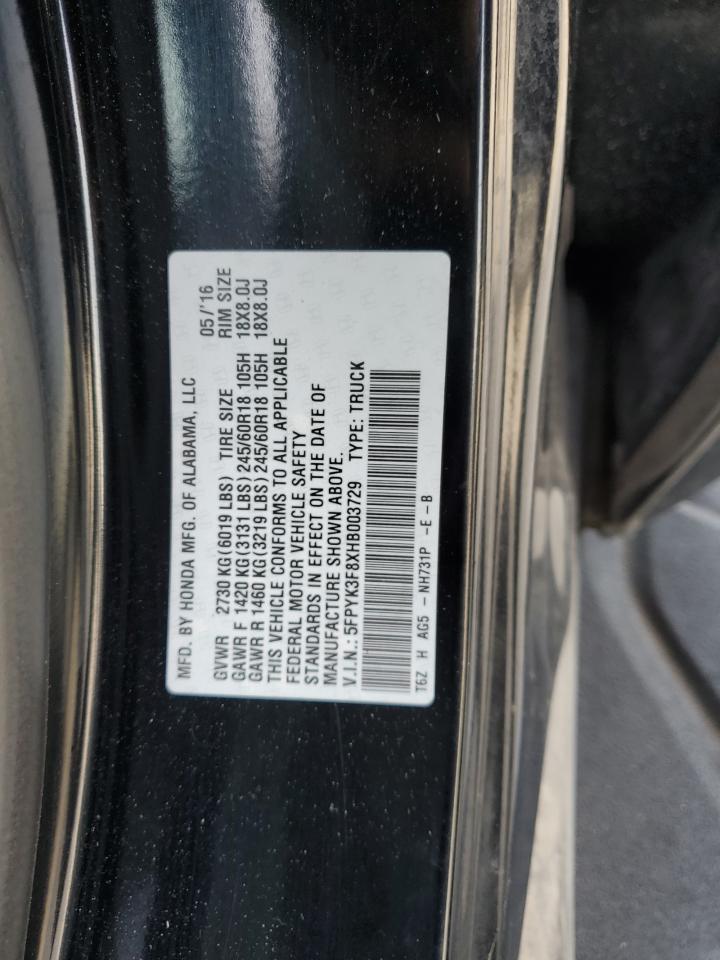 MFD. BY HONDA MFG. OF ALABAMA, LLC 05/'16
GVWR 2730 KG(6019 LBS) TIRE SIZE RIM SIZE
GAWR F 1420 KG(3131 LBS)245/60R18 105H 18X8.0J
GAWR R 1460 KG(3219 LBS)245/60R18 105H 18X8.0J
THIS VEHICLE CONFORMS TO ALL APPLICABLE
FEDERAL MOTOR VEHICLE SAFETY
STANDARDS IN EFFECT ON THE DATE OF
MANUFACTURE SHOWN ABOVE.
V.I.N.: 5FPYK3F8XHB003729 TYPE: TRUCK
T6Z H AG5 - NH731P -E-B